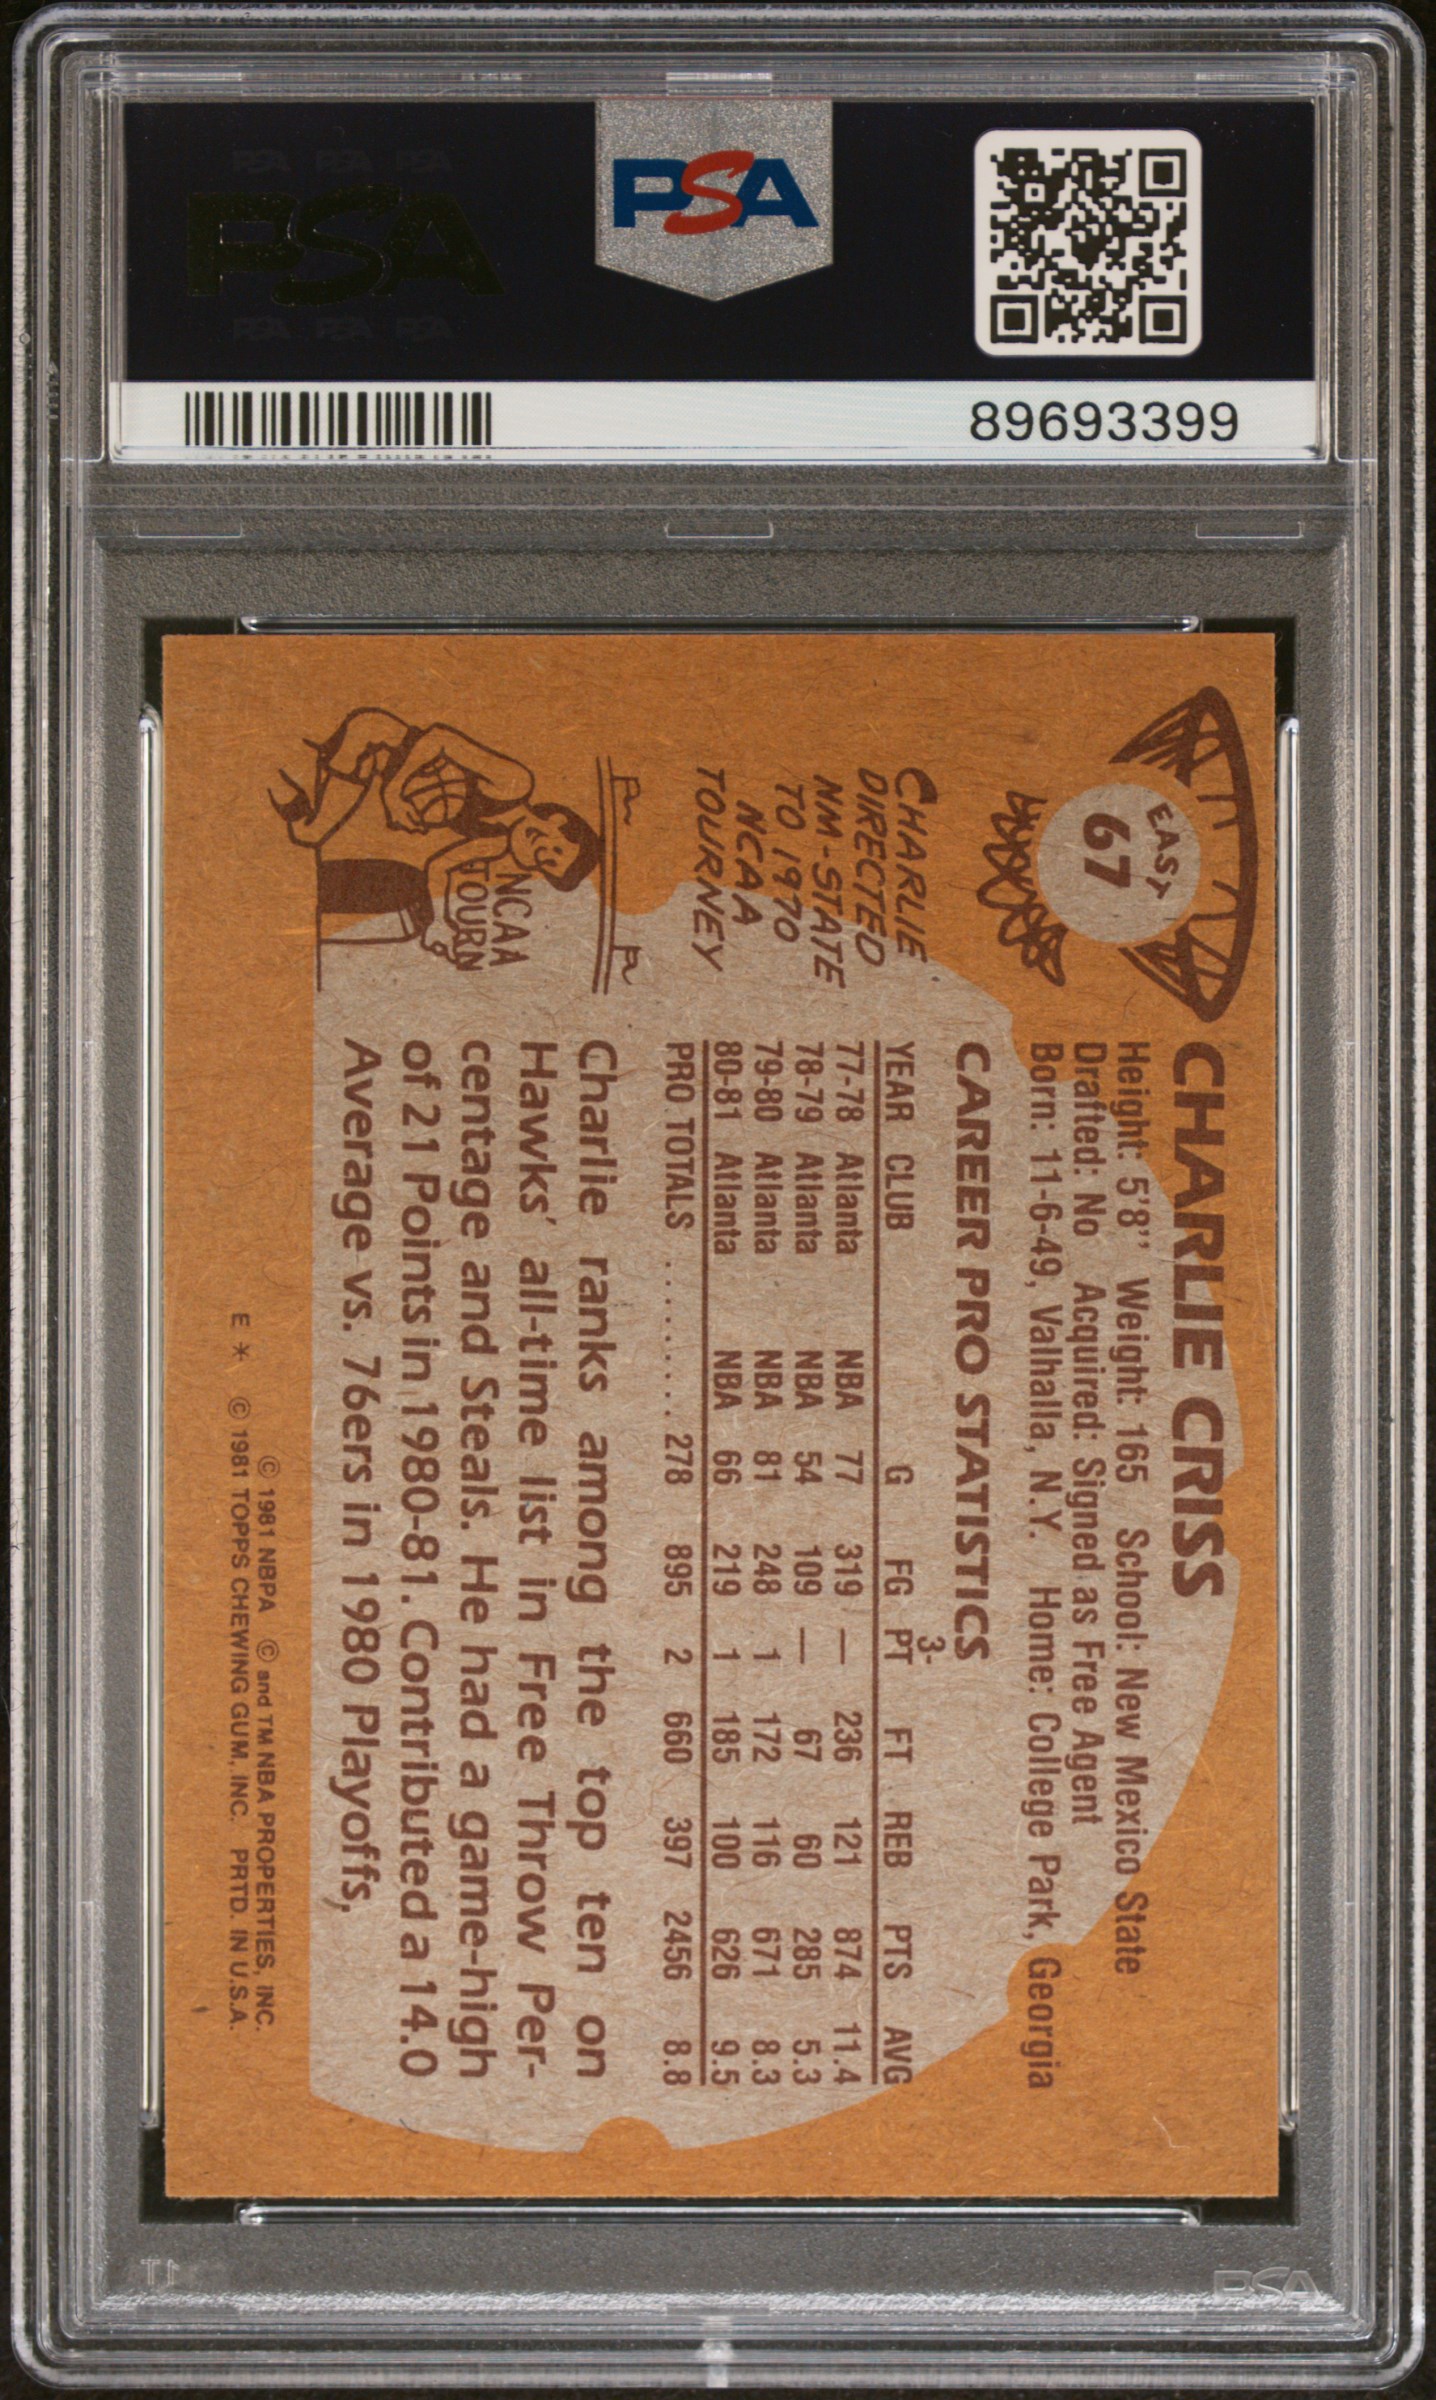 PSA PSA PSA
PSA
PSA PSA PSA
PSA
89693399
EASY
67
CHARLIE CRISS
Height: 5'8" Weight: 165 School: New Mexico State
Drafted: No Acquired: Signed as Free Agent
Born: 11-6-49, Valhalla, N.Y. Home: College Park, Georgia
CAREER PRO STATISTICS
YEAR CLUB G FG 3-PT FT REB PTS AVG
77-78 Atlanta NBA 77 319 — 236 121 874 11.4
78-79 Atlanta NBA 54 109 — 67 60 285 5.3
79-80 Atlanta NBA 81 248 1 172 116 671 8.3
80-81 Atlanta NBA 66 219 1 185 100 626 9.5
PRO TOTALS .......... 278 895 2 660 397 2456 8.8
CHARLIE
DIRECTED
NM-STATE
TO 1970
NCAA
TOURNEY
NCAA
TOURN
Charlie ranks among the top ten on
Hawks' all-time list in Free Throw Per-
centage and Steals. He had a game-high
of 21 Points in 1980-81. Contributed a 14.0
Average vs. 76ers in 1980 Playoffs,
© 1981 NBPA © and TM NBA PROPERTIES, INC.
E * © 1981 TOPPS CHEWING GUM, INC. PRTD. IN U.S.A.
PSA